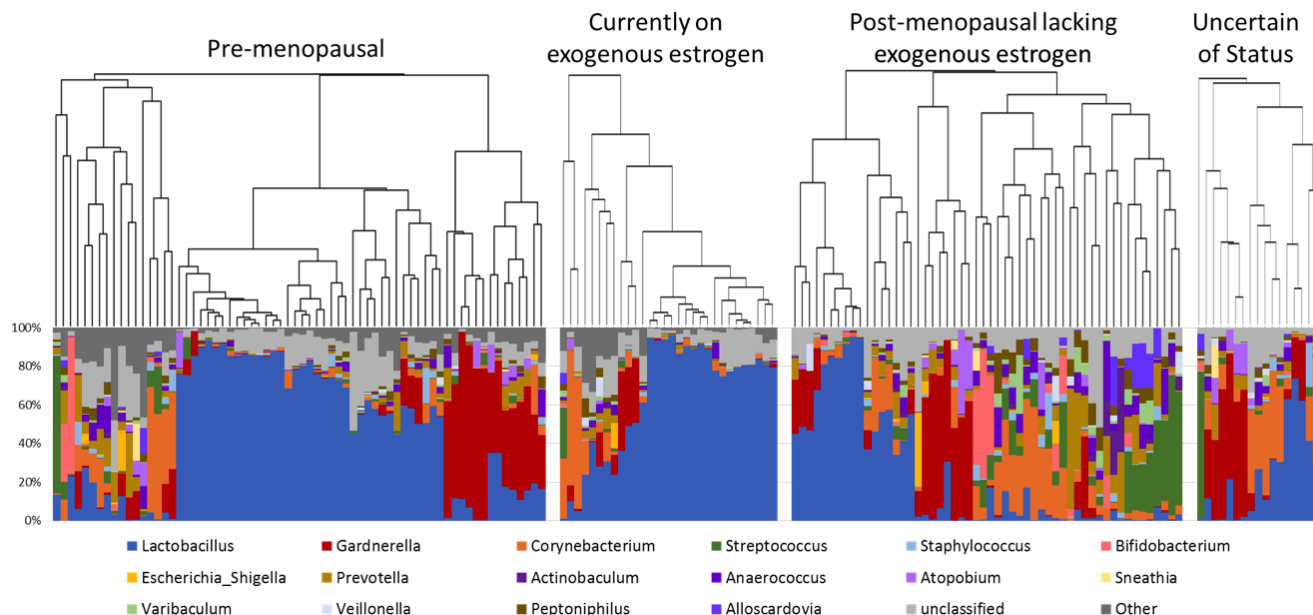 Pre-menopausal
Currently on
exogenous estrogen
Post-menopausal lacking
exogenous estrogen
Uncertain
of Status
100%
80%
60%
40%
20%
0%
Lactobacillus
Gardnerella
Corynebacterium
Streptococcus
Staphylococcus
Bifidobacterium
Escherichia_Shigella
Prevotella
Actinobaculum
Anaerococcus
Atopobium
Sneathia
Varibaculum
Veillonella
Peptoniphilus
Alloscardovia
unclassified
Other